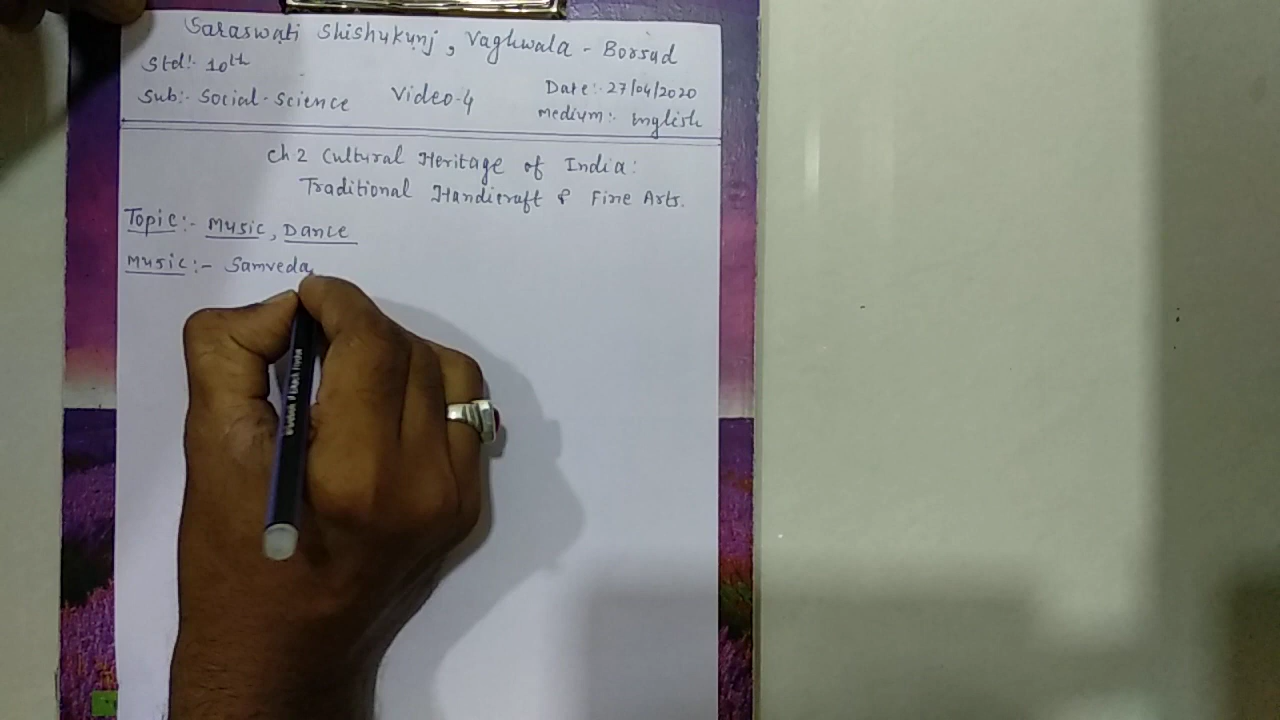 Saraswati Shishukunj, Vaghwala - Borsad
Std:- 10th
Sub:- Social-Science Video-4 Date:- 27/04/2020
Medium:- English
Ch 2 Cultural Heritage of India:
Traditional Handicraft & Fine Arts.
Topic:- Music, Dance
Music:- Samveda